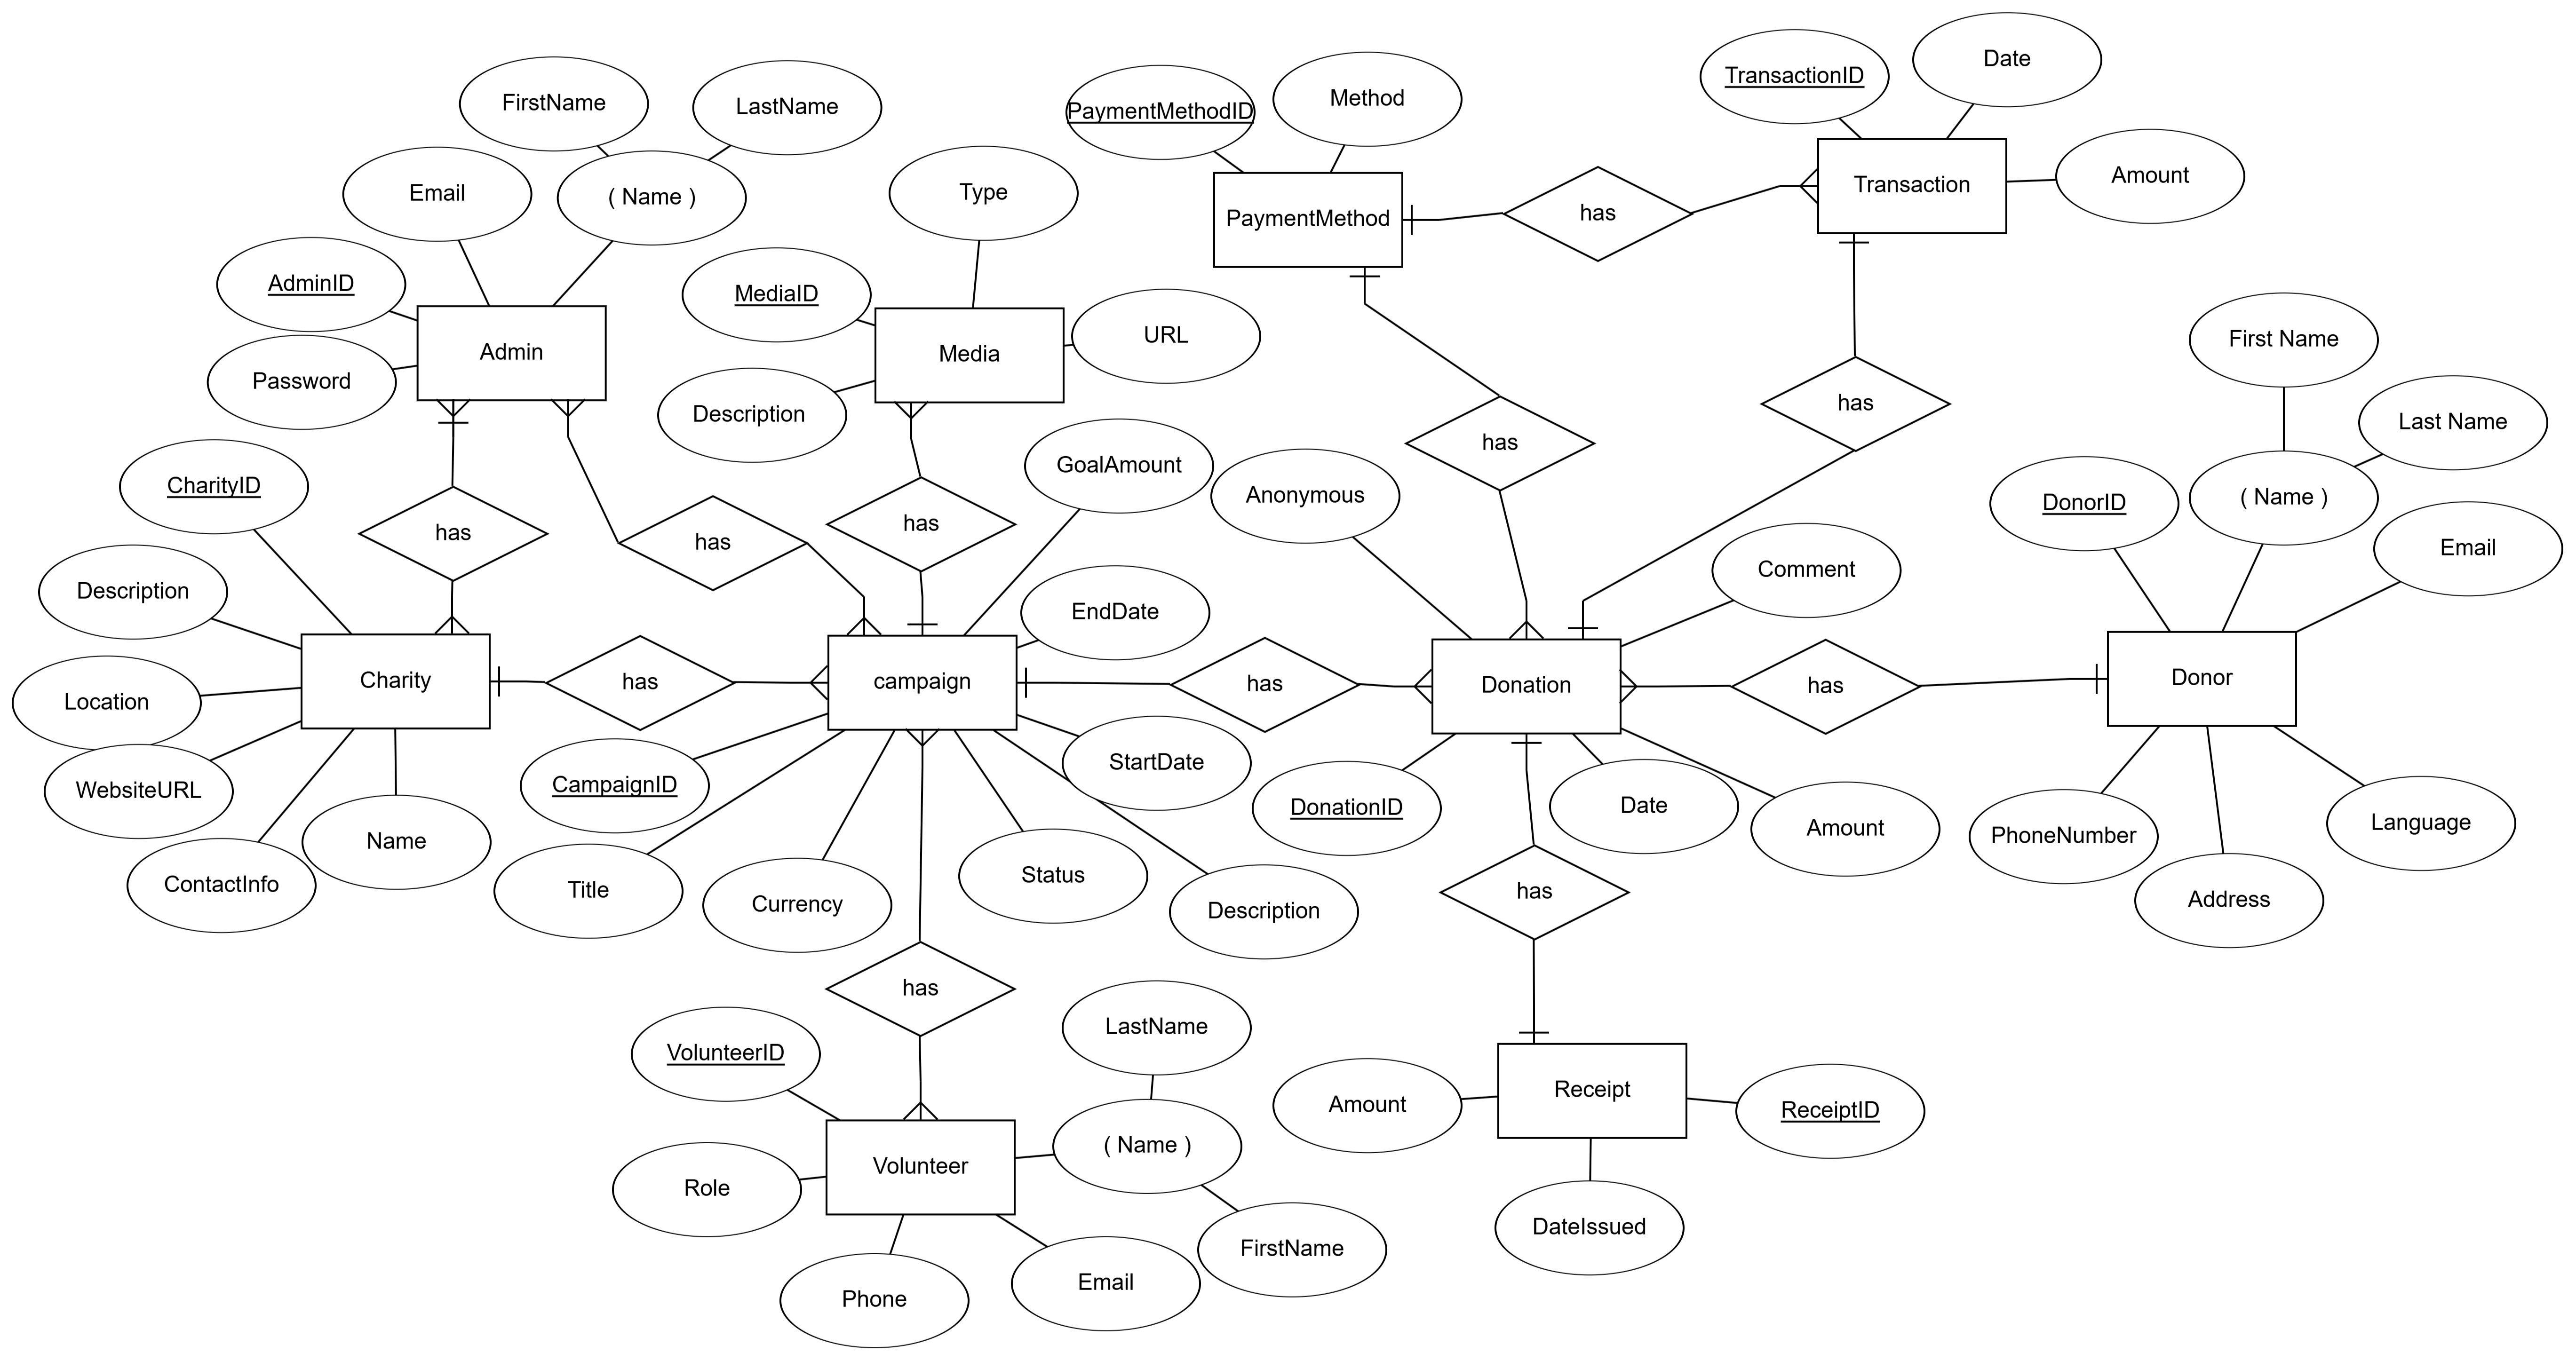 TransactionID
Date
FirstName
LastName
PaymentMethodID
Method
Amount
Email
( Name )
Type
PaymentMethod
has
Transaction
AdminID
MediaID
URL
First Name
Admin
Media
Password
Description
has
Last Name
CharityID
GoalAmount
Anonymous
has
DonorID
( Name )
has
has
has
Comment
Email
Description
EndDate
Location
Charity
has
campaign
has
Donation
has
Donor
WebsiteURL
CampaignID
StartDate
DonationID
Date
Amount
PhoneNumber
Language
Name
ContactInfo
Title
Currency
Status
Description
has
Address
has
LastName
VolunteerID
Amount
Receipt
ReceiptID
( Name )
Volunteer
Role
DateIssued
FirstName
Email
Phone